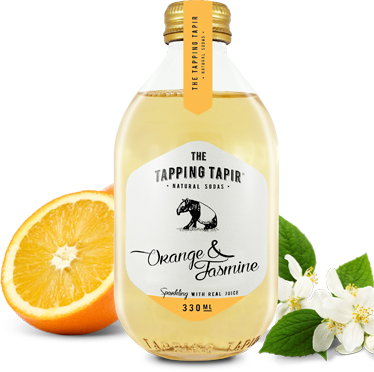 THE TAPPING TAPIR
• NATURAL SODAS •
THE
TAPPING TAPIR®
• NATURAL SODAS •
Orange &
Jasmine
Sparkling WITH REAL JUICE
330 ML
TAPPING TAPIR